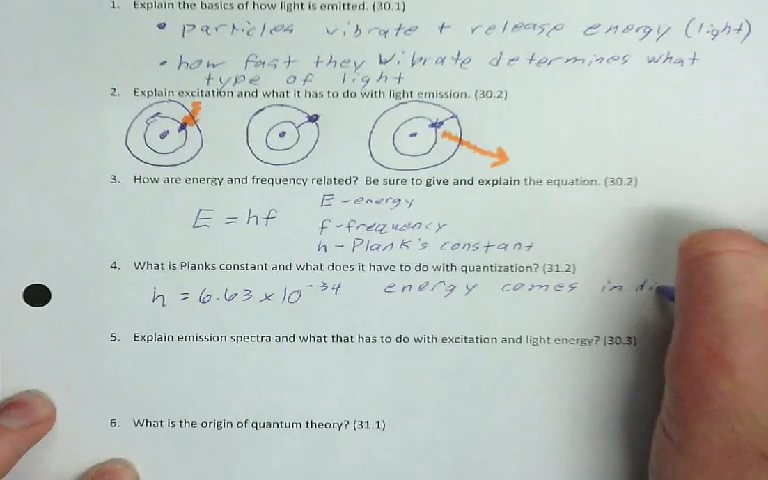 1. Explain the basics of how light is emitted. (30.1)
• particles vibrate + release energy (light)
• how fast they vibrate determines what
type of light
2. Explain excitation and what it has to do with light emission. (30.2)
3. How are energy and frequency related? Be sure to give and explain the equation. (30.2)
E = hf
E - energy
f - frequency
h - Plank's constant
4. What is Planks constant and what does it have to do with quantization? (31.2)
h = 6.63 x 10^-34 energy comes in di
5. Explain emission spectra and what that has to do with excitation and light energy? (30.3)
6. What is the origin of quantum theory? (31.1)